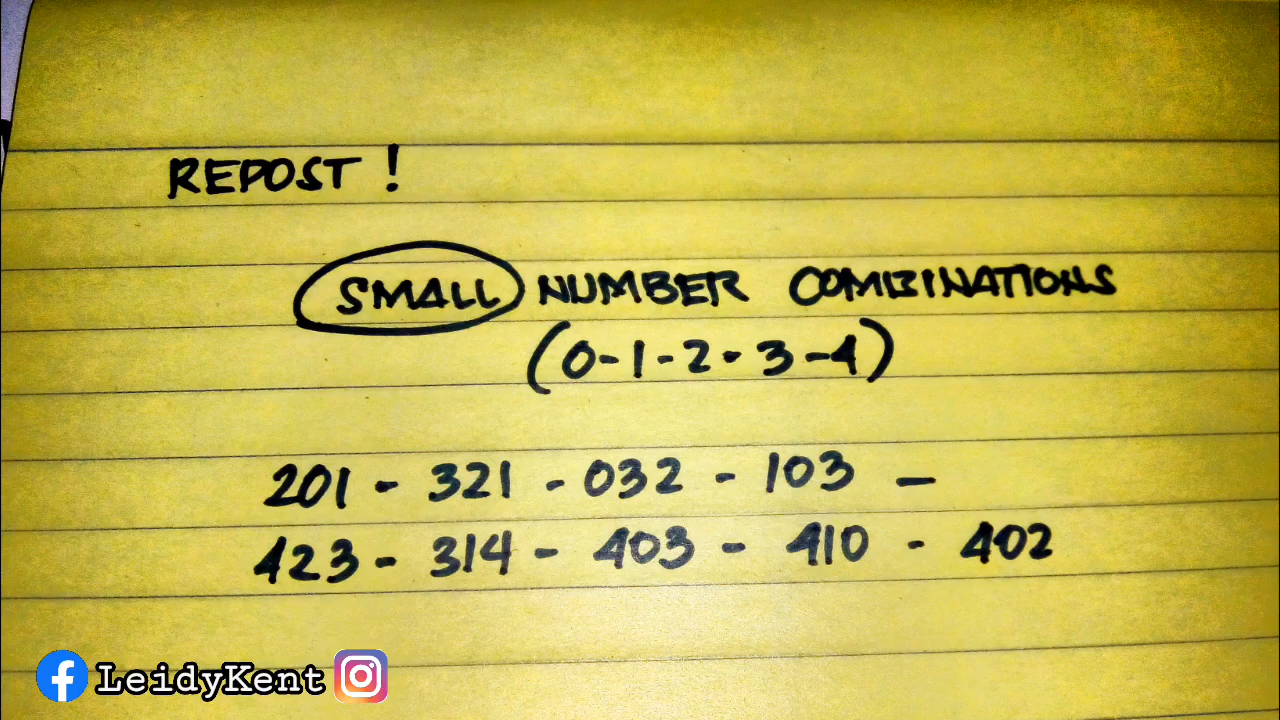 REPOST !
SMALL NUMBER COMBINATIONS
(0-1-2-3-4)
201 - 321 - 032 - 103 -
423 - 314 - 403 - 410 - 402
LeidyKent